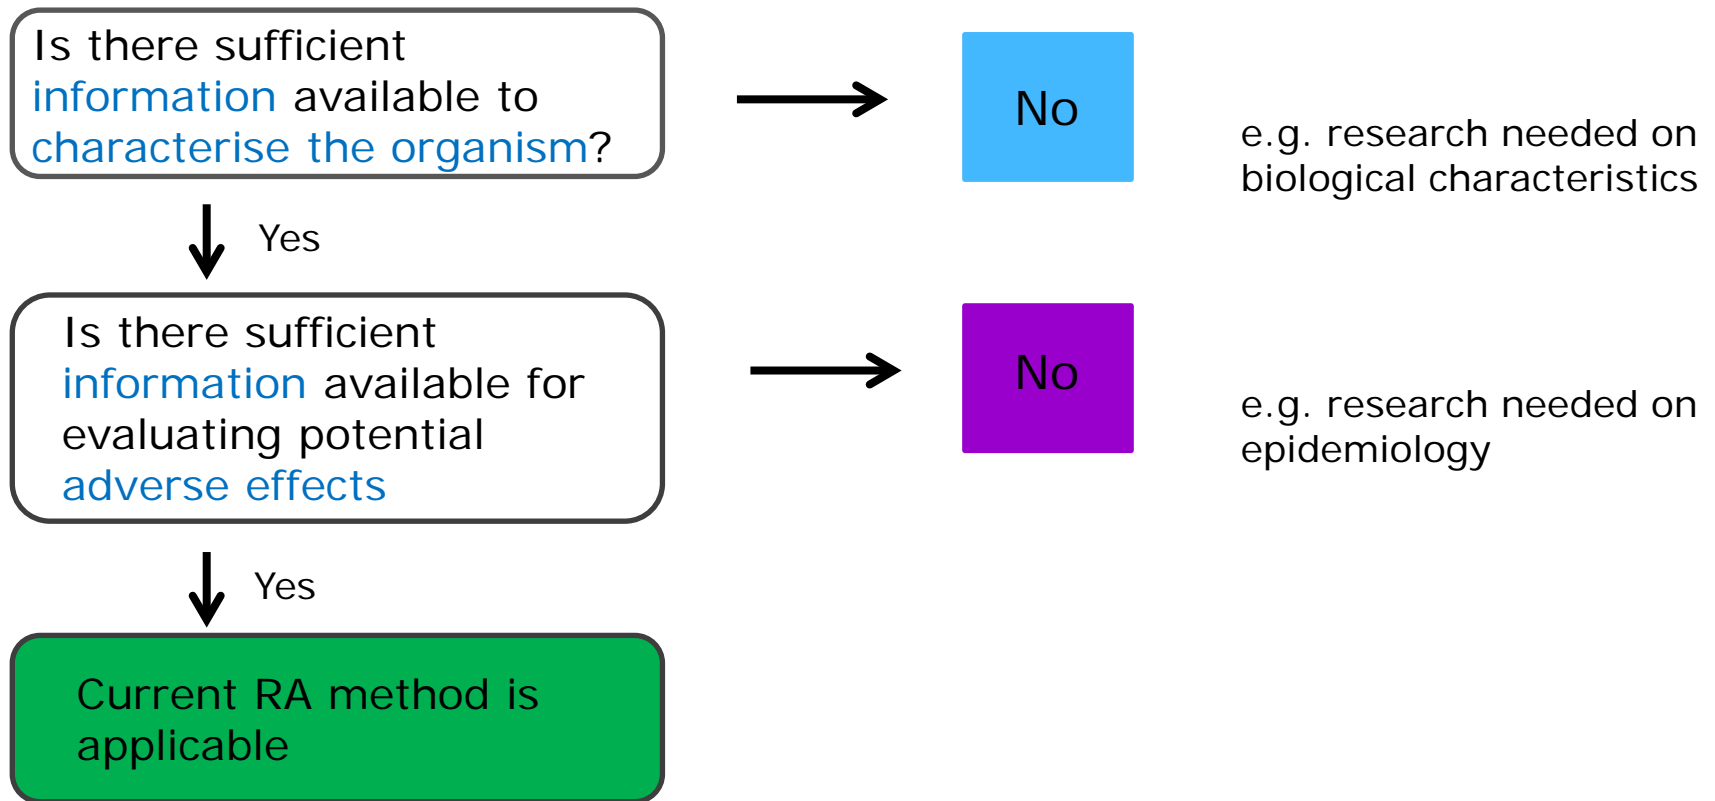 Is there sufficient
information available to
characterise the organism?
No
e.g. research needed on
biological characteristics
Yes
Is there sufficient
information available for
evaluating potential
adverse effects
No
e.g. research needed on
epidemiology
Yes
Current RA method is
applicable